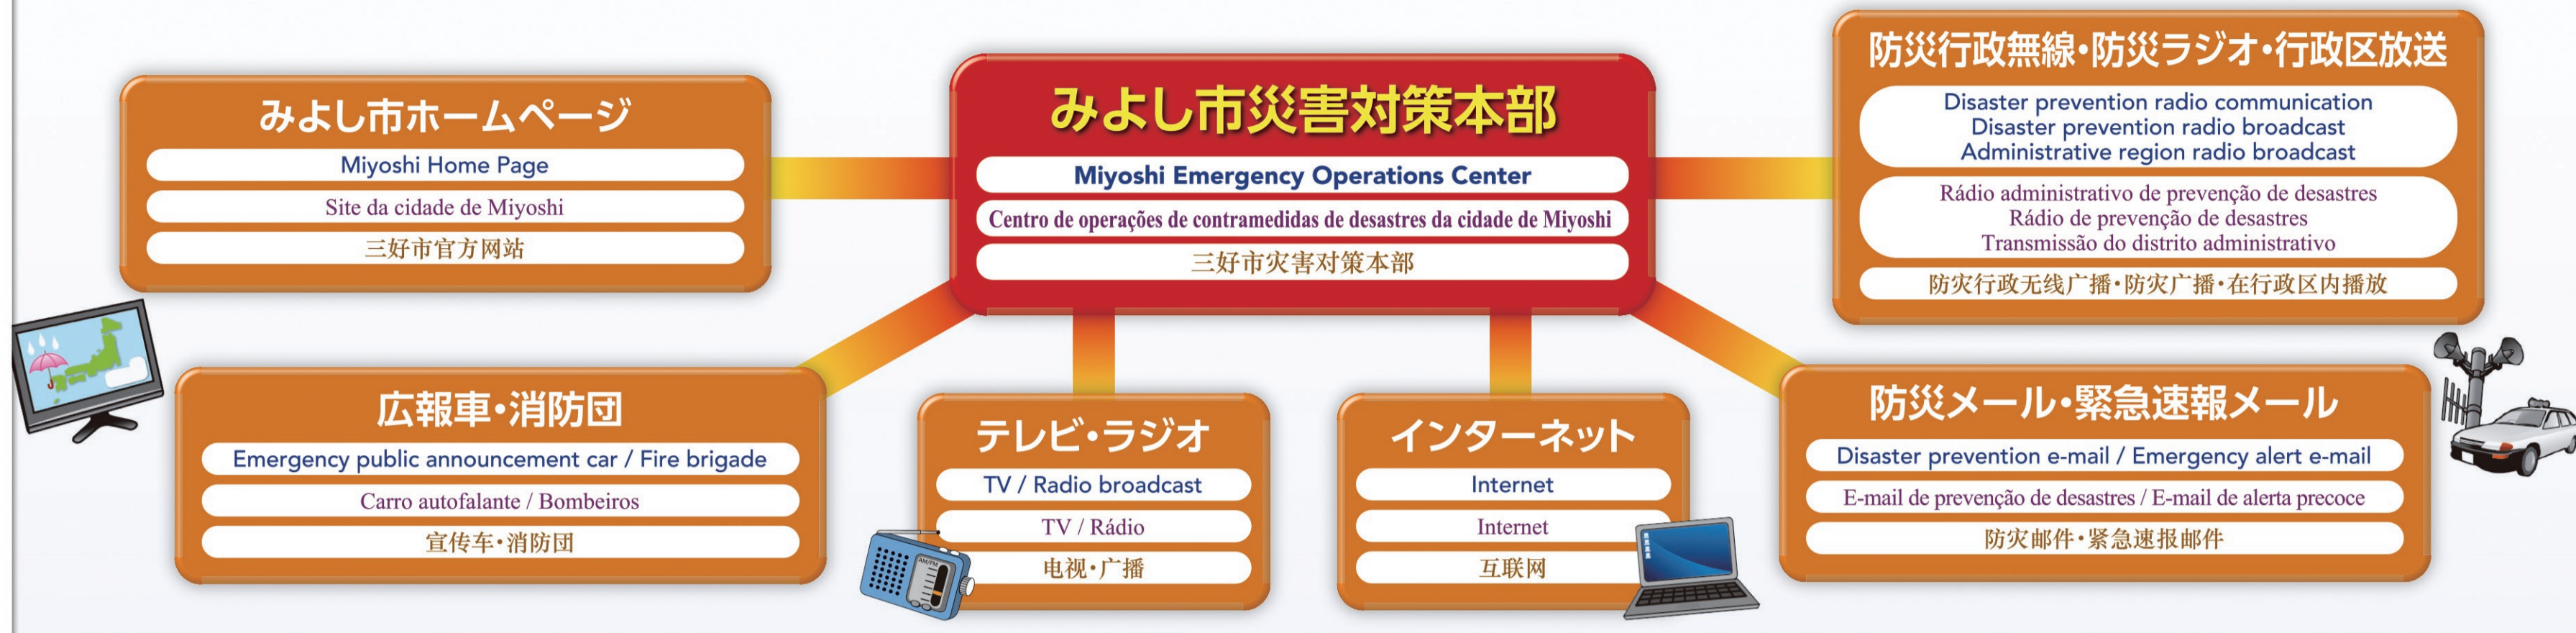 みよし市ホームページ
Miyoshi Home Page
Site da cidade de Miyoshi
三好市官方网站
みよし市災害対策本部
Miyoshi Emergency Operations Center
Centro de operações de contramedidas de desastres da cidade de Miyoshi
三好市灾害对策本部
防災行政無線・防災ラジオ・行政区放送
Disaster prevention radio communication
Disaster prevention radio broadcast
Administrative region radio broadcast
Rádio administrativo de prevenção de desastres
Rádio de prevenção de desastres
Transmissão do distrito administrativo
防灾行政无线广播・防灾广播・在行政区内播放
広報車・消防団
Emergency public announcement car / Fire brigade
Carro autofalante / Bombeiros
宣传车・消防团
テレビ・ラジオ
TV / Radio broadcast
TV / Rádio
电视・广播
AM/FM
インターネット
Internet
Internet
互联网
防災メール・緊急速報メール
Disaster prevention e-mail / Emergency alert e-mail
E-mail de prevenção de desastres / E-mail de alerta precoce
防灾邮件・紧急速报邮件